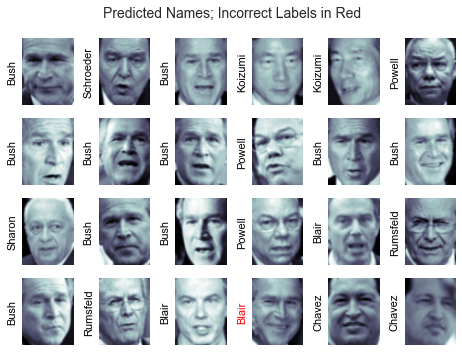 Predicted Names; Incorrect Labels in Red
Bush
Schroeder
Bush
Koizumi
Koizumi
Powell
Bush
Bush
Bush
Powell
Bush
Bush
Sharon
Bush
Bush
Powell
Blair
Rumsfeld
Bush
Rumsfeld
Blair
Blair
Chavez
Chavez